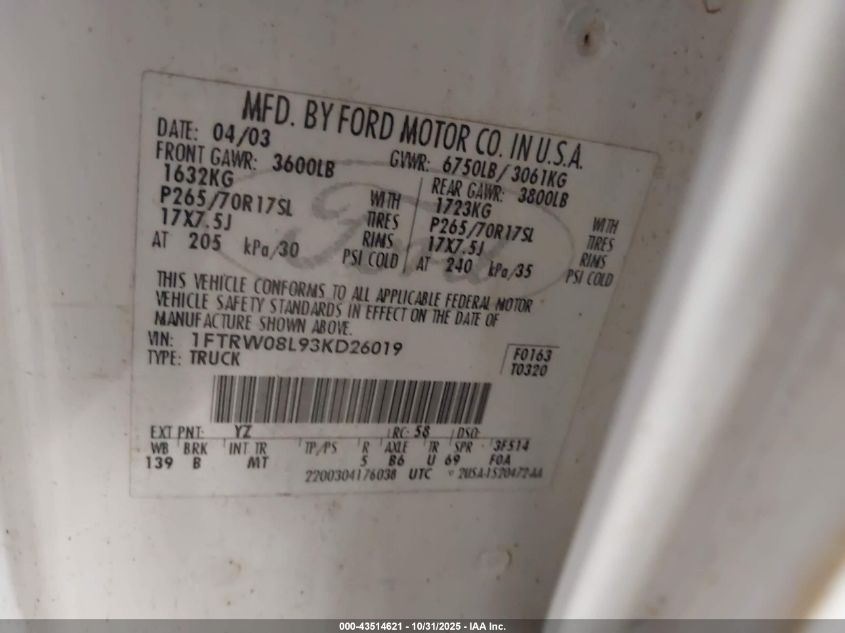 MFD. BY FORD MOTOR CO. IN U.S.A.
DATE: 04/03 GVWR: 6750LB/3061KG
FRONT GAWR: 3600LB REAR GAWR: 3800LB
1632KG WITH 1723KG WITH
P265/70R17SL TIRES P265/70R17SL TIRES
17X7.5J RIMS 17X7.5J RIMS
AT 205 kPa/30 PSI COLD AT 240 kPa/35 PSI COLD
Ford
THIS VEHICLE CONFORMS TO ALL APPLICABLE FEDERAL MOTOR
VEHICLE SAFETY STANDARDS IN EFFECT ON THE DATE OF
MANUFACTURE SHOWN ABOVE.
VIN: 1FTRW08L93KD26019
TYPE: TRUCK
F0163
T0320
EXT PNT: YZ RC: 58 DSO:
WB BRK INT TR TP/PS R AXLE TR SPR 3F514
139 B MT 5 B6 U 69 F0A
2200304176038 UTC 2USA-1520472-AA
000-43514621 - 10/31/2025 - IAA Inc.